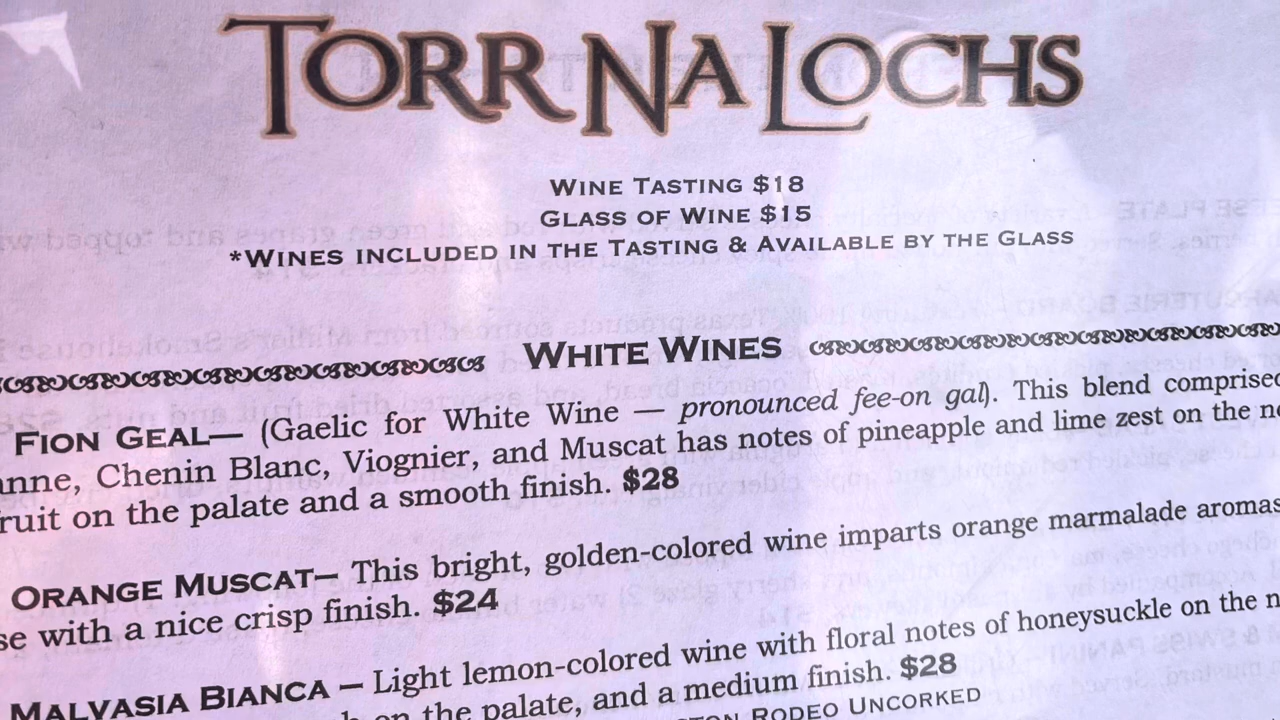 TORR NA LOCHS
WINE TASTING $18
GLASS OF WINE $15
*WINES INCLUDED IN THE TASTING & AVAILABLE BY THE GLASS
WHITE WINES
FION GEAL— (Gaelic for White Wine — pronounced fee-on gal). This blend comprised
anne, Chenin Blanc, Viognier, and Muscat has notes of pineapple and lime zest on the no
ruit on the palate and a smooth finish. $28
ORANGE MUSCAT— This bright, golden-colored wine imparts orange marmalade aromas
se with a nice crisp finish. $24
MALVASIA BIANCA — Light lemon-colored wine with floral notes of honeysuckle on the n
on the palate, and a medium finish. $28
RODEO UNCORKED